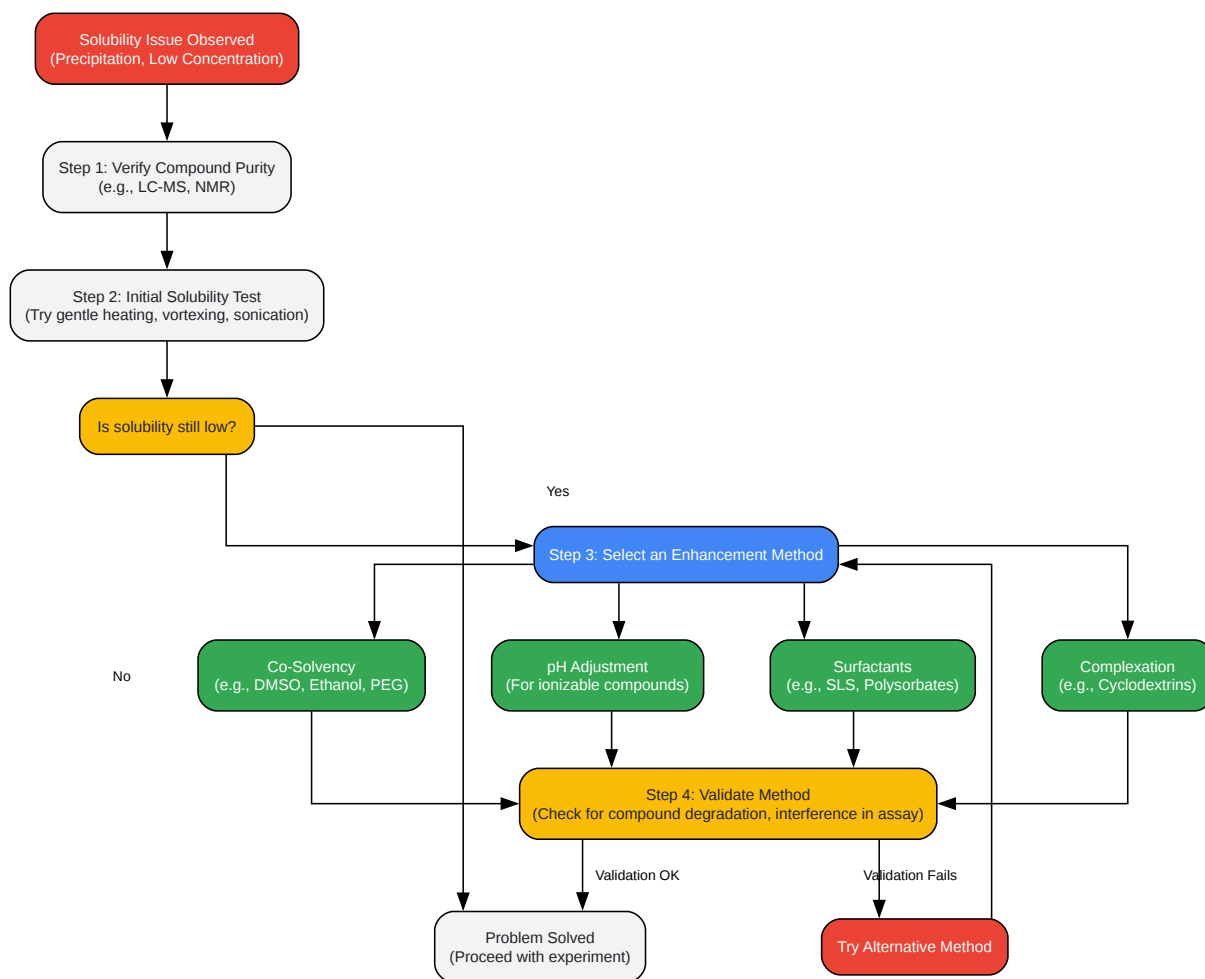 Solubility Issue Observed
(Precipitation, Low Concentration)
Step 1: Verify Compound Purity
(e.g., LC-MS, NMR)
Step 2: Initial Solubility Test
(Try gentle heating, vortexing, sonication)
Is solubility still low?
Yes
Step 3: Select an Enhancement Method
No
Co-Solvency
(e.g., DMSO, Ethanol, PEG)
pH Adjustment
(For ionizable compounds)
Surfactants
(e.g., SLS, Polysorbates)
Complexation
(e.g., Cyclodextrins)
Step 4: Validate Method
(Check for compound degradation, interference in assay)
Validation OK
Validation Fails
Problem Solved
(Proceed with experiment)
Try Alternative Method